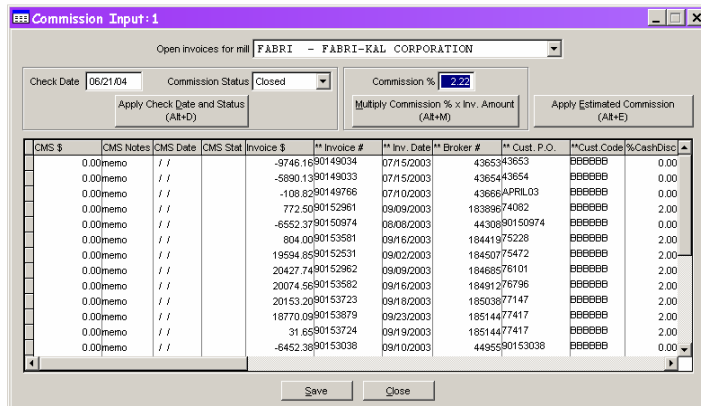 Commission Input:1
Open invoices for mill FABRI - FABRI-KAL CORPORATION
Check Date 06/21/04 Commission Status Closed Commission % 2.22
Apply Check Date and Status (Alt+D) Multiply Commission % x Inv. Amount (Alt+M) Apply Estimated Commission (Alt+E)
CMS $ CMS Notes CMS Date CMS Stat Invoice $ ** Invoice # ** Inv. Date ** Broker # ** Cust. P.O. **Cust.Code %CashDisc
0.00 memo / / -9746.16 90149034 07/15/2003 43653 43653 BBBBBB 0.00
0.00 memo / / -5890.13 90149033 07/15/2003 43654 43654 BBBBBB 0.00
0.00 memo / / -108.82 90149766 07/10/2003 43666 APRIL03 BBBBBB 0.00
0.00 memo / / 772.50 90152961 09/09/2003 183896 74082 BBBBBB 2.00
0.00 memo / / -6552.37 90150974 08/08/2003 44308 90150974 BBBBBB 0.00
0.00 memo / / 804.00 90153581 09/16/2003 184419 75228 BBBBBB 2.00
0.00 memo / / 19594.85 90152531 09/02/2003 184507 75472 BBBBBB 2.00
0.00 memo / / 20427.74 90152962 09/09/2003 184685 76101 BBBBBB 2.00
0.00 memo / / 20074.56 90153582 09/16/2003 184912 76796 BBBBBB 2.00
0.00 memo / / 20153.20 90153723 09/18/2003 185038 77147 BBBBBB 2.00
0.00 memo / / 18770.09 90153879 09/23/2003 185144 77417 BBBBBB 2.00
0.00 memo / / 31.65 90153724 09/19/2003 185144 77417 BBBBBB 2.00
0.00 memo / / -6452.38 90153038 09/10/2003 44955 90153038 BBBBBB 0.00
Save Close